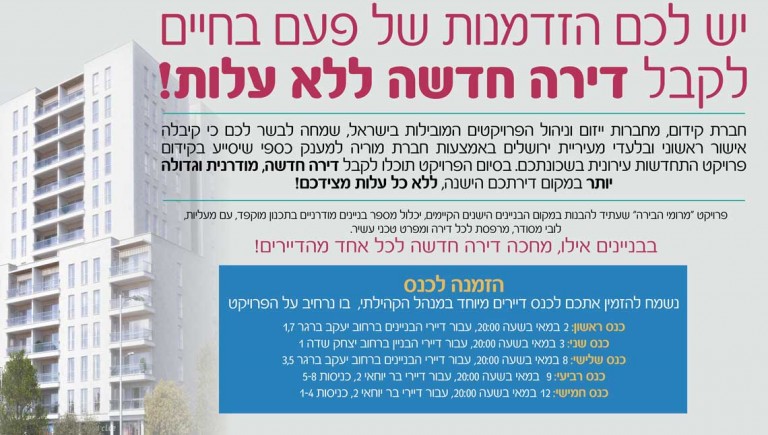 יש לכם הזדמנות של פעם בחיים
לקבל דירה חדשה ללא עלות!
חברת קידום, מחברות ייזום וניהול הפרויקטים המובילות בישראל, שמחה לבשר לכם כי קיבלה
אישור ראשוני ובלעדי מעיריית ירושלים באמצעות חברת מוריה למענק כספי שיסייע בקידום
פרויקט התחדשות עירונית בשכונתכם. בסיום הפרויקט תוכלו לקבל דירה חדשה, מודרנית וגדולה
יותר במקום דירתכם הישנה, ללא כל עלות מצידכם!
פרויקט "מרומי הבירה" שעתיד להבנות במקום הבניינים הישנים הקיימים, יכלול מספר בניינים מודרניים בתכנון מוקפד, עם מעליות,
לובי מסודר, מרפסת לכל דירה ומפרט טכני עשיר.
בבניינים אילו, מחכה דירה חדשה לכל אחד מהדיירים!
הזמנה לכנס
נשמח להזמין אתכם לכנס דיירים מיוחד במנהל הקהילתי, בו נרחיב על הפרויקט
כנס ראשון: 2 במאי בשעה 20:00, עבור דיירי הבניינים ברחוב יעקב ברגר 1,7
כנס שני: 3 במאי בשעה 20:00, עבור דיירי הבניין ברחוב יצחק שדה 1
כנס שלישי: 8 במאי בשעה 20:00, עבור דיירי הבניינים ברחוב יעקב ברגר 3,5
כנס רביעי: 9 במאי בשעה 20:00, עבור דיירי בר יוחאי 2, כניסות 5-8
כנס חמישי: 12 במאי בשעה 20:00, עבור דיירי בר יוחאי 2, כניסות 1-4